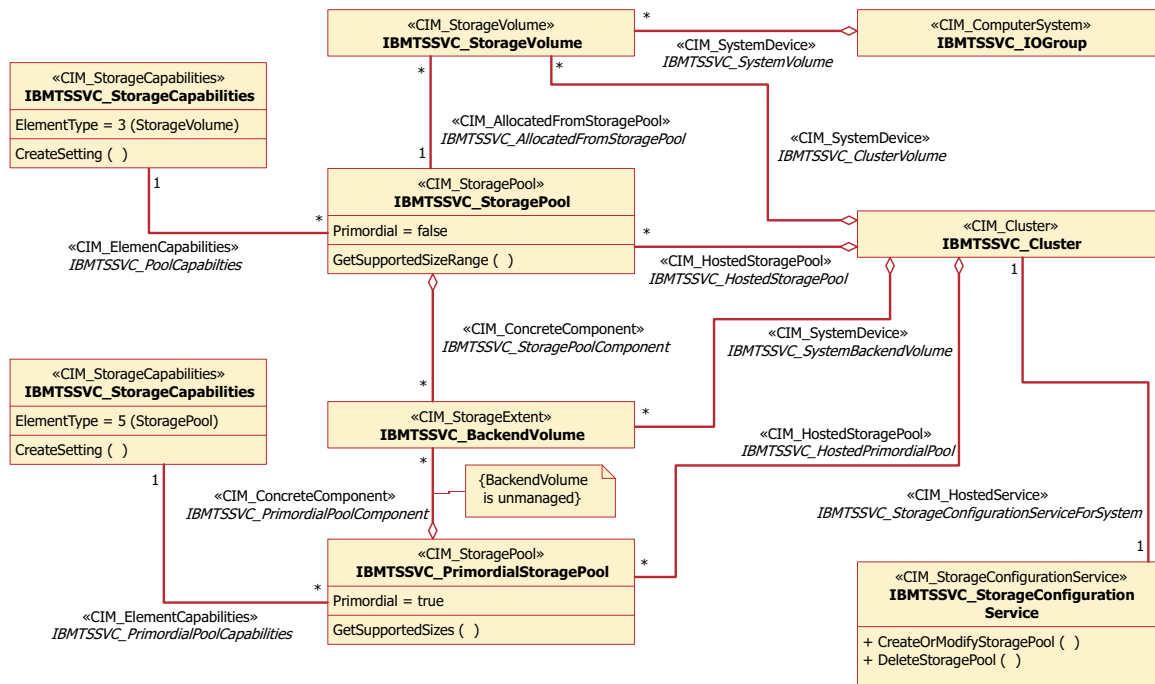 «CIM_StorageVolume»
IBMTSSVC_StorageVolume
*
«CIM_SystemDevice»
IBMTSSVC_SystemVolume
«CIM_ComputerSystem»
IBMTSSVC_IOGroup
«CIM_StorageCapabilities»
IBMTSSVC_StorageCapabilities
ElementType = 3 (StorageVolume)
CreateSetting ( )
1
*
*
«CIM_AllocatedFromStoragePool»
IBMTSSVC_AllocatedFromStoragePool
1
«CIM_SystemDevice»
IBMTSSVC_ClusterVolume
«CIM_StoragePool»
IBMTSSVC_StoragePool
Primordial = false
GetSupportedSizeRange ( )
*
«CIM_ElemenCapabilities»
IBMTSSVC_PoolCapabilties
*
«CIM_HostedStoragePool»
IBMTSSVC_HostedStoragePool
«CIM_Cluster»
IBMTSSVC_Cluster
1
«CIM_ConcreteComponent»
IBMTSSVC_StoragePoolComponent
*
«CIM_SystemDevice»
IBMTSSVC_SystemBackendVolume
«CIM_StorageCapabilities»
IBMTSSVC_StorageCapabilities
ElementType = 5 (StoragePool)
CreateSetting ( )
1
«CIM_StorageExtent»
IBMTSSVC_BackendVolume
*
*
«CIM_HostedStoragePool»
IBMTSSVC_HostedPrimordialPool
{BackendVolume
is unmanaged}
«CIM_ConcreteComponent»
IBMTSSVC_PrimordialPoolComponent
«CIM_HostedService»
IBMTSSVC_StorageConfigurationServiceForSystem
1
«CIM_StoragePool»
IBMTSSVC_PrimordialStoragePool
Primordial = true
GetSupportedSizes ( )
*
*
«CIM_ElementCapabilities»
IBMTSSVC_PrimordialPoolCapabilities
«CIM_StorageConfigurationService»
IBMTSSVC_StorageConfiguration
Service
+ CreateOrModifyStoragePool ( )
+ DeleteStoragePool ( )